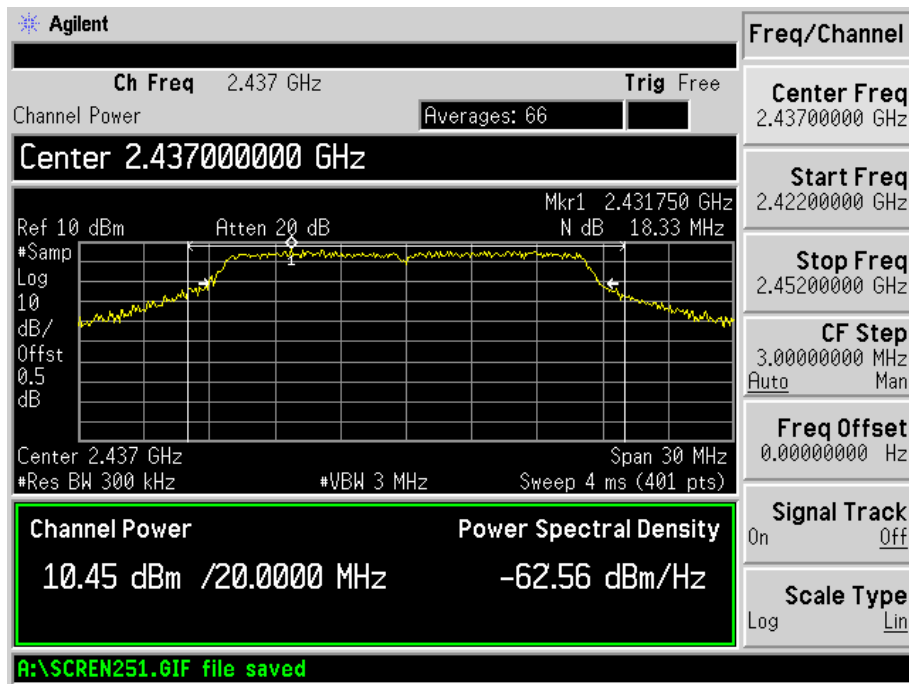 Agilent
Freq/Channel
Ch Freq 2.437 GHz Trig Free
Channel Power Averages: 66
Center 2.437000000 GHz
Mkr1 2.431750 GHz
Ref 10 dBm Atten 20 dB N dB 18.33 MHz
#Samp
Log
10
dB/
Offst
0.5
dB
1
Center 2.437 GHz Span 30 MHz
#Res BW 300 kHz #VBW 3 MHz Sweep 4 ms (401 pts)
Channel Power Power Spectral Density
10.45 dBm /20.0000 MHz -62.56 dBm/Hz
A:\SCREN251.GIF file saved
Center Freq
2.43700000 GHz
Start Freq
2.42200000 GHz
Stop Freq
2.45200000 GHz
CF Step
3.00000000 MHz
Auto Man
Freq Offset
0.00000000 Hz
Signal Track
On Off
Scale Type
Log Lin